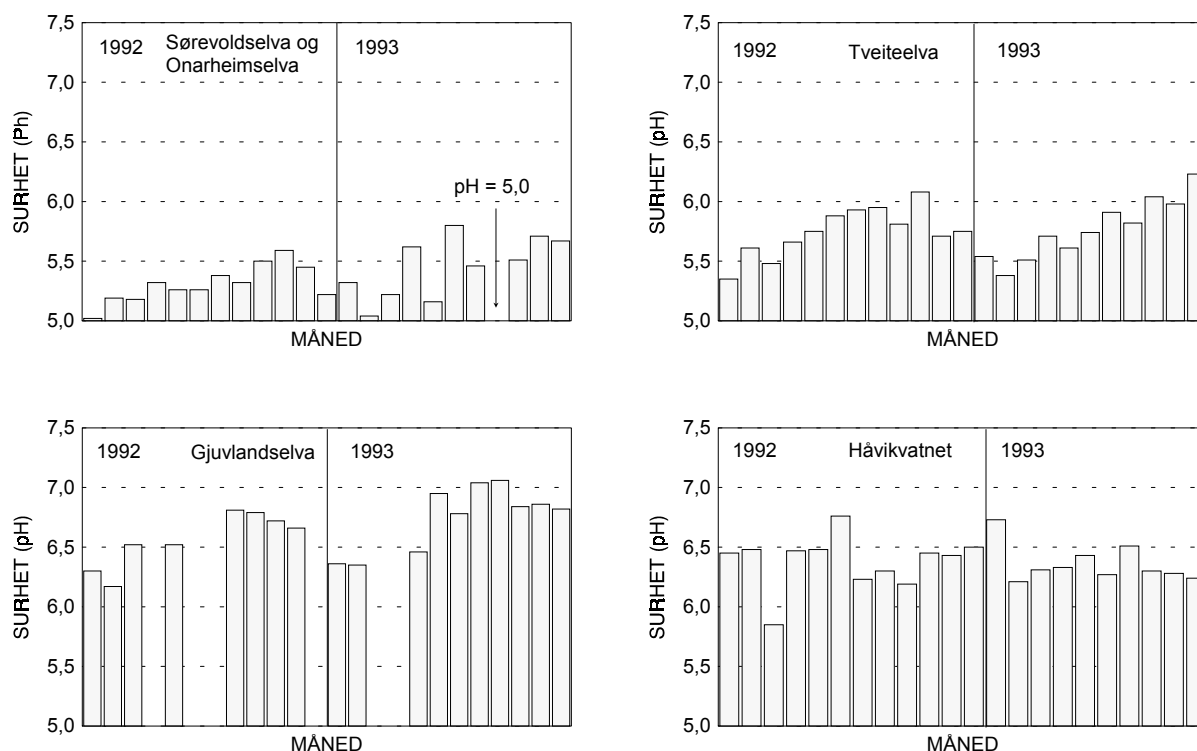 7,5
7,0
6,5
6,0
5,5
5,0
SURHET (Ph)
1992
Sørevoldselva og
Onarheimselva
1993
pH = 5,0
MÅNED
7,5
7,0
6,5
6,0
5,5
5,0
SURHET (pH)
1992
Tveiteelva
1993
MÅNED
7,5
7,0
6,5
6,0
5,5
5,0
SURHET (pH)
1992
Gjuvlandselva
1993
MÅNED
7,5
7,0
6,5
6,0
5,5
5,0
SURHET (pH)
1992
Håvikvatnet
1993
MÅNED